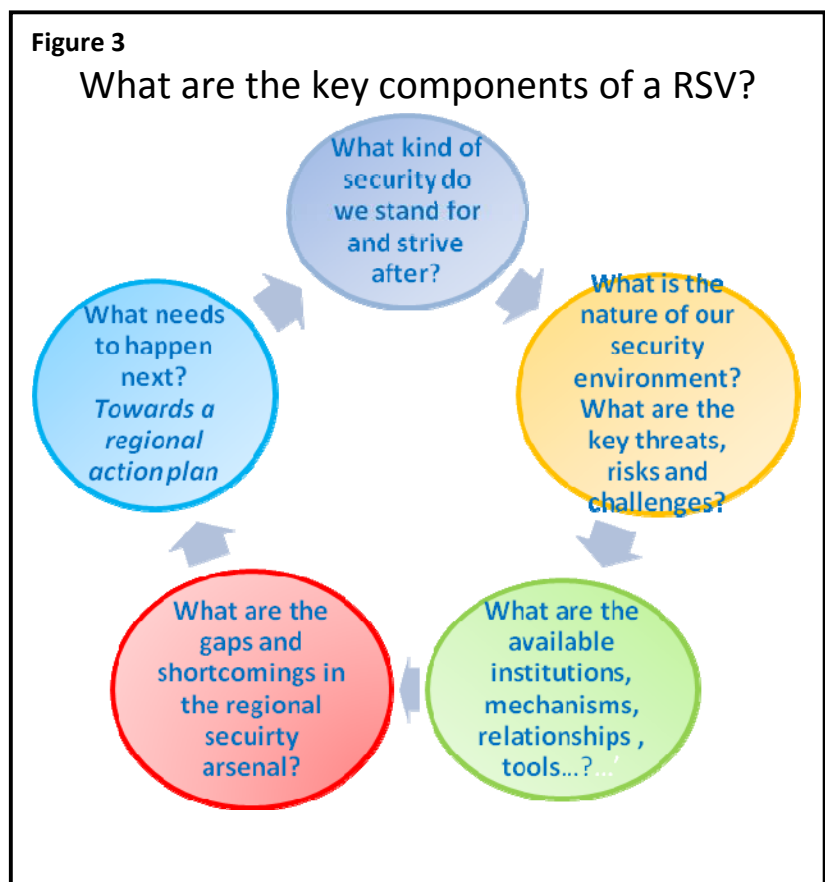 Figure 3
What are the key components of a RSV?
What kind of
security do
we stand for
and strive
after?
What is the
nature of our
security
environment?
What are the
key threats,
risks and
challenges?
What are the
available
institutions,
mechanisms,
relationships ,
tools...?...’
What are the
gaps and
shortcomings in
the regional
secuirty
arsenal?
What needs
to happen
next?
Towards a
regional
action plan